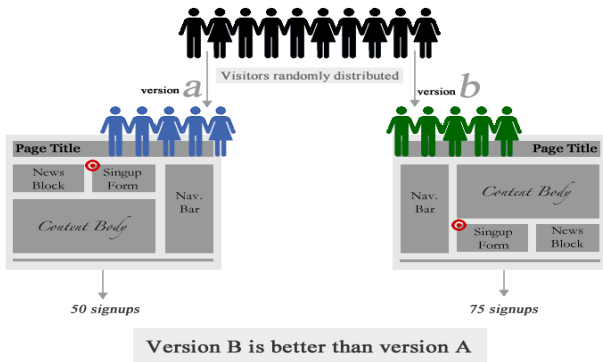 Visitors randomly distributed
version a
version b
Page Title
News
Block
Singup
Form
Nav.
Bar
Content Body
50 signups
Page Title
Nav.
Bar
Content Body
Singup
Form
News
Block
75 signups
Version B is better than version A